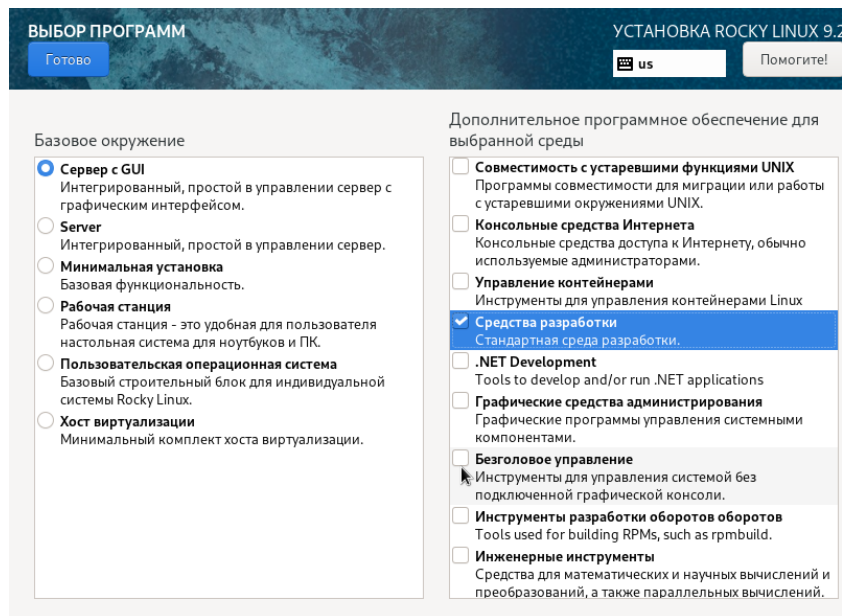 ВЫБОР ПРОГРАММ
Готово
УСТАНОВКА ROCKY LINUX 9.2
us
Помогите!
Базовое окружение
Сервер с GUI
Интегрированный, простой в управлении сервер с
графическим интерфейсом.
Server
Интегрированный, простой в управлении сервер.
Минимальная установка
Базовая функциональность.
Рабочая станция
Рабочая станция - это удобная для пользователя
настольная система для ноутбуков и ПК.
Пользовательская операционная система
Базовый строительный блок для индивидуальной
системы Rocky Linux.
Хост виртуализации
Минимальный комплект хоста виртуализации.
Дополнительное программное обеспечение для
выбранной среды
Совместимость с устаревшими функциями UNIX
Программы совместимости для миграции или работы
с устаревшими окружениями UNIX.
Консольные средства Интернета
Консольные средства доступа к Интернету, обычно
используемые администраторами.
Управление контейнерами
Инструменты для управления контейнерами Linux
Средства разработки
Стандартная среда разработки.
.NET Development
Tools to develop and/or run .NET applications
Графические средства администрирования
Графические программы управления системными
компонентами.
Безголовое управление
Инструменты для управления системой без
подключенной графической консоли.
Инструменты разработки оборотов оборотов
Tools used for building RPMs, such as rpmbuild.
Инженерные инструменты
Средства для математических и научных вычислений и
преобразований, а также параллельных вычислений.